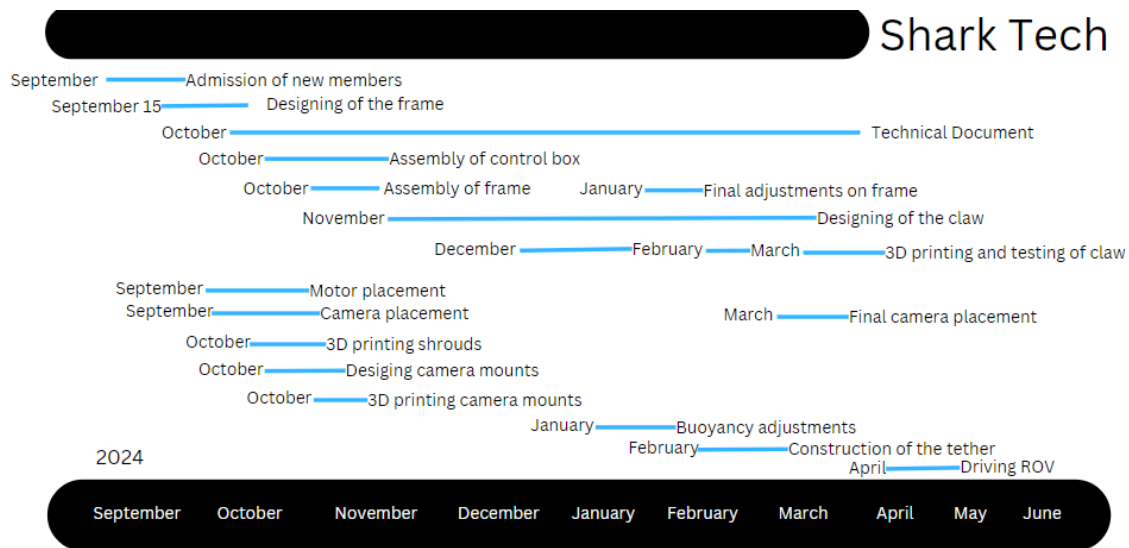 Shark Tech
September Admission of new members
September 15 Designing of the frame
October Technical Document
October Assembly of control box
October Assembly of frame January Final adjustments on frame
November Designing of the claw
December February March 3D printing and testing of claw
September Motor placement
September Camera placement March Final camera placement
October 3D printing shrouds
October Desiging camera mounts
October 3D printing camera mounts
January Buoyancy adjustments
February Construction of the tether
2024
April Driving ROV
September October November December January February March April May June